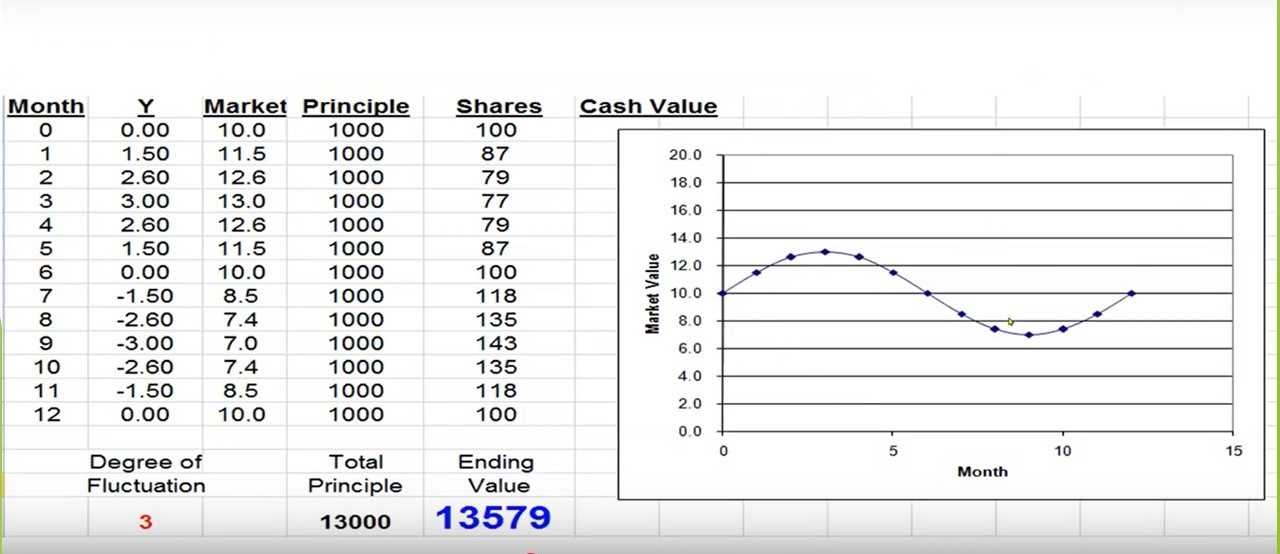 Month Y Market Principle Shares Cash Value
0 0.00 10.0 1000 100
1 1.50 11.5 1000 87
2 2.60 12.6 1000 79
3 3.00 13.0 1000 77
4 2.60 12.6 1000 79
5 1.50 11.5 1000 87
6 0.00 10.0 1000 100
7 -1.50 8.5 1000 118
8 -2.60 7.4 1000 135
9 -3.00 7.0 1000 143
10 -2.60 7.4 1000 135
11 -1.50 8.5 1000 118
12 0.00 10.0 1000 100
Degree of Total Ending
Fluctuation Principle Value
3 13000 13579
20.0
18.0
16.0
14.0
12.0
10.0
8.0
6.0
4.0
2.0
0.0
Market Value
0 5 10 15
Month